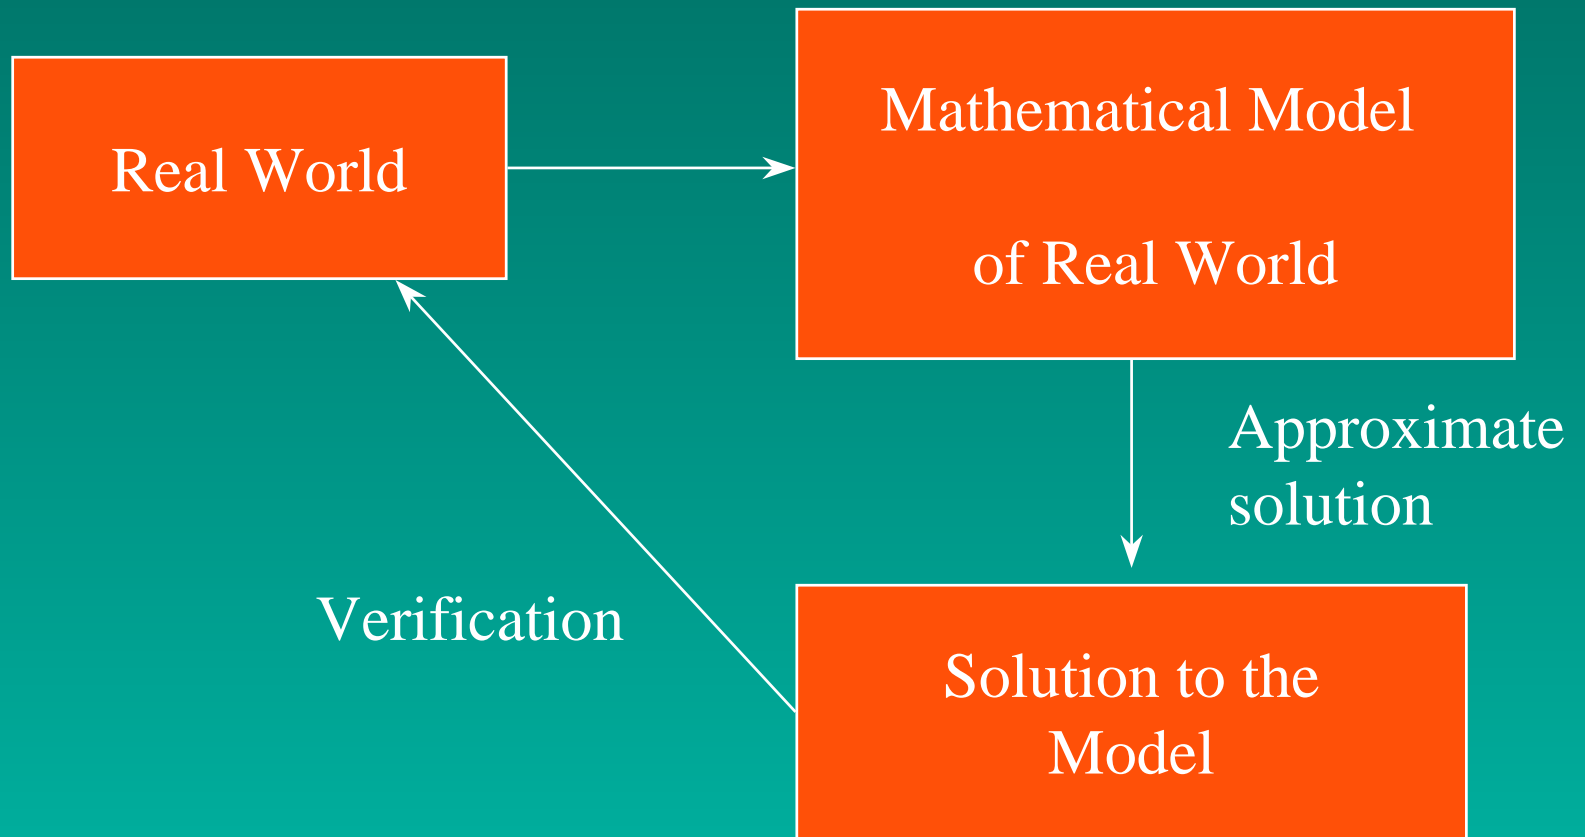 Real World
Mathematical Model
of Real World
Approximate
solution
Verification
Solution to the
Model